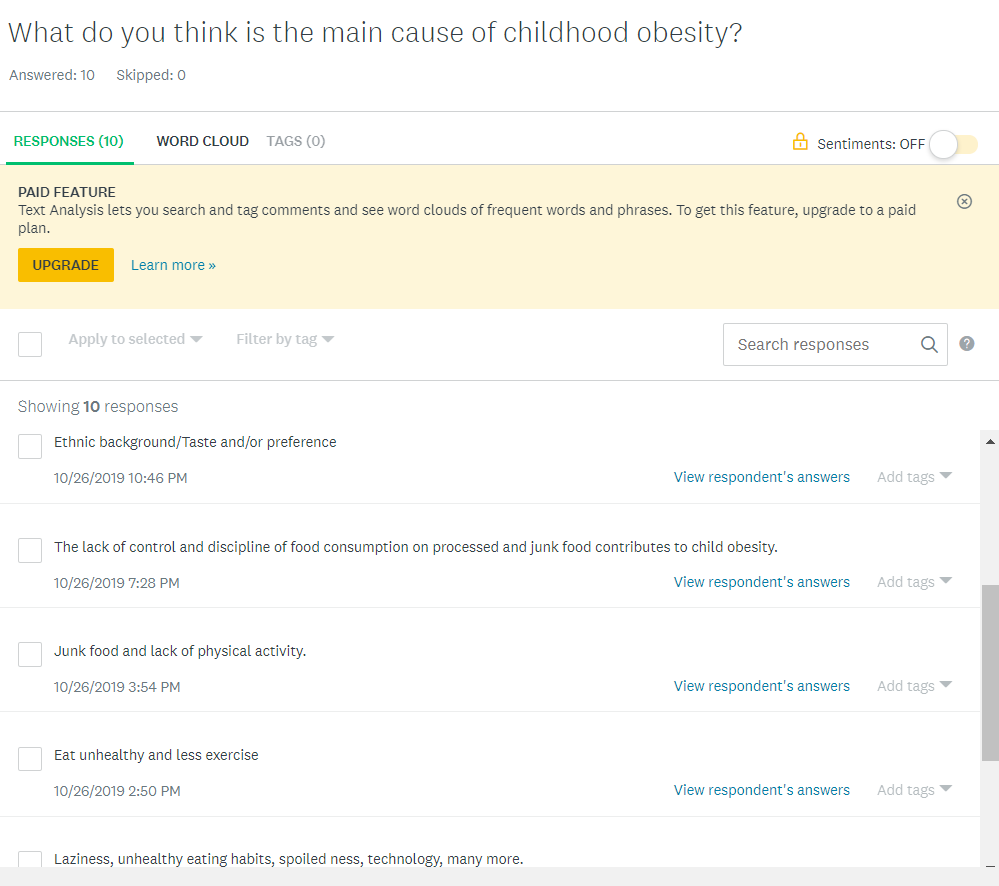 What do you think is the main cause of childhood obesity?
Answered: 10 Skipped: 0
RESPONSES (10) WORD CLOUD TAGS (0) Sentiments: OFF
PAID FEATURE
Text Analysis lets you search and tag comments and see word clouds of frequent words and phrases. To get this feature, upgrade to a paid
plan.
UPGRADE Learn more »
Apply to selected Filter by tag Search responses ?
Showing 10 responses
Ethnic background/Taste and/or preference
10/26/2019 10:46 PM View respondent's answers Add tags
The lack of control and discipline of food consumption on processed and junk food contributes to child obesity.
10/26/2019 7:28 PM View respondent's answers Add tags
Junk food and lack of physical activity.
10/26/2019 3:54 PM View respondent's answers Add tags
Eat unhealthy and less exercise
10/26/2019 2:50 PM View respondent's answers Add tags
Laziness, unhealthy eating habits, spoiled ness, technology, many more.